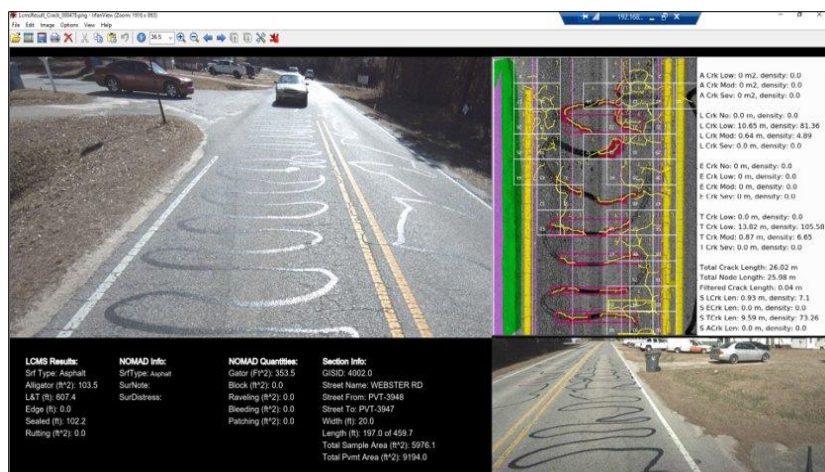 LcmsResult_Crack_000478.png - IrfanView (Zoom: 1910 x 893)
192.168...
File Edit Image Options View Help
36.5
A Crk Low: 0 m2, density: 0.0
A Crk Mod: 0 m2, density: 0.0
A Crk Sev: 0 m2, density: 0.0
L Crk No: 0.0 m, density: 0.0
L Crk Low: 10.65 m, density: 81.36
L Crk Mod: 0.64 m, density: 4.89
L Crk Sev: 0.0 m, density: 0.0
E Crk No: 0 m, density: 0.0
E Crk Low: 0 m, density: 0.0
E Crk Mod: 0 m, density: 0.0
E Crk Sev: 0 m, density: 0.0
T Crk Low: 0.0 m, density: 0.0
T Crk Low: 13.82 m, density: 105.58
T Crk Mod: 0.87 m, density: 6.65
T Crk Sev: 0.0 m, density: 0.0
Total Crack Length: 26.02 m
Total Node Length: 25.98 m
Filtered Crack Length: 0.04 m
S LCrk Len: 0.93 m, density: 7.1
S ECrk Len: 0.0 m, density: 0.0
S TCrk Len: 9.59 m, density: 73.26
S ACrk Len: 0.0 m, density: 0.0
LCMS Results:
Srf Type: Asphalt
Alligator (ft^2): 103.5
L&T (ft): 607.4
Edge (ft): 0.0
Sealed (ft): 102.2
Rutting (ft^2): 0.0
NOMAD Info:
SrfType: Asphalt
SurNote:
SurDistress:
NOMAD Quantities:
Gator (Ft^2): 353.5
Block (ft^2): 0.0
Raveling (ft^2): 0.0
Bleeding (ft^2): 0.0
Patching (ft^2): 0.0
Section Info:
GISID: 4002.0
Street Name: WEBSTER RD
Street From: PVT-3948
Street To: PVT-3947
Width (ft): 20.0
Length (ft): 197.0 of 459.7
Total Sample Area (ft^2): 5976.1
Total Pvmt Area (ft^2): 9194.0